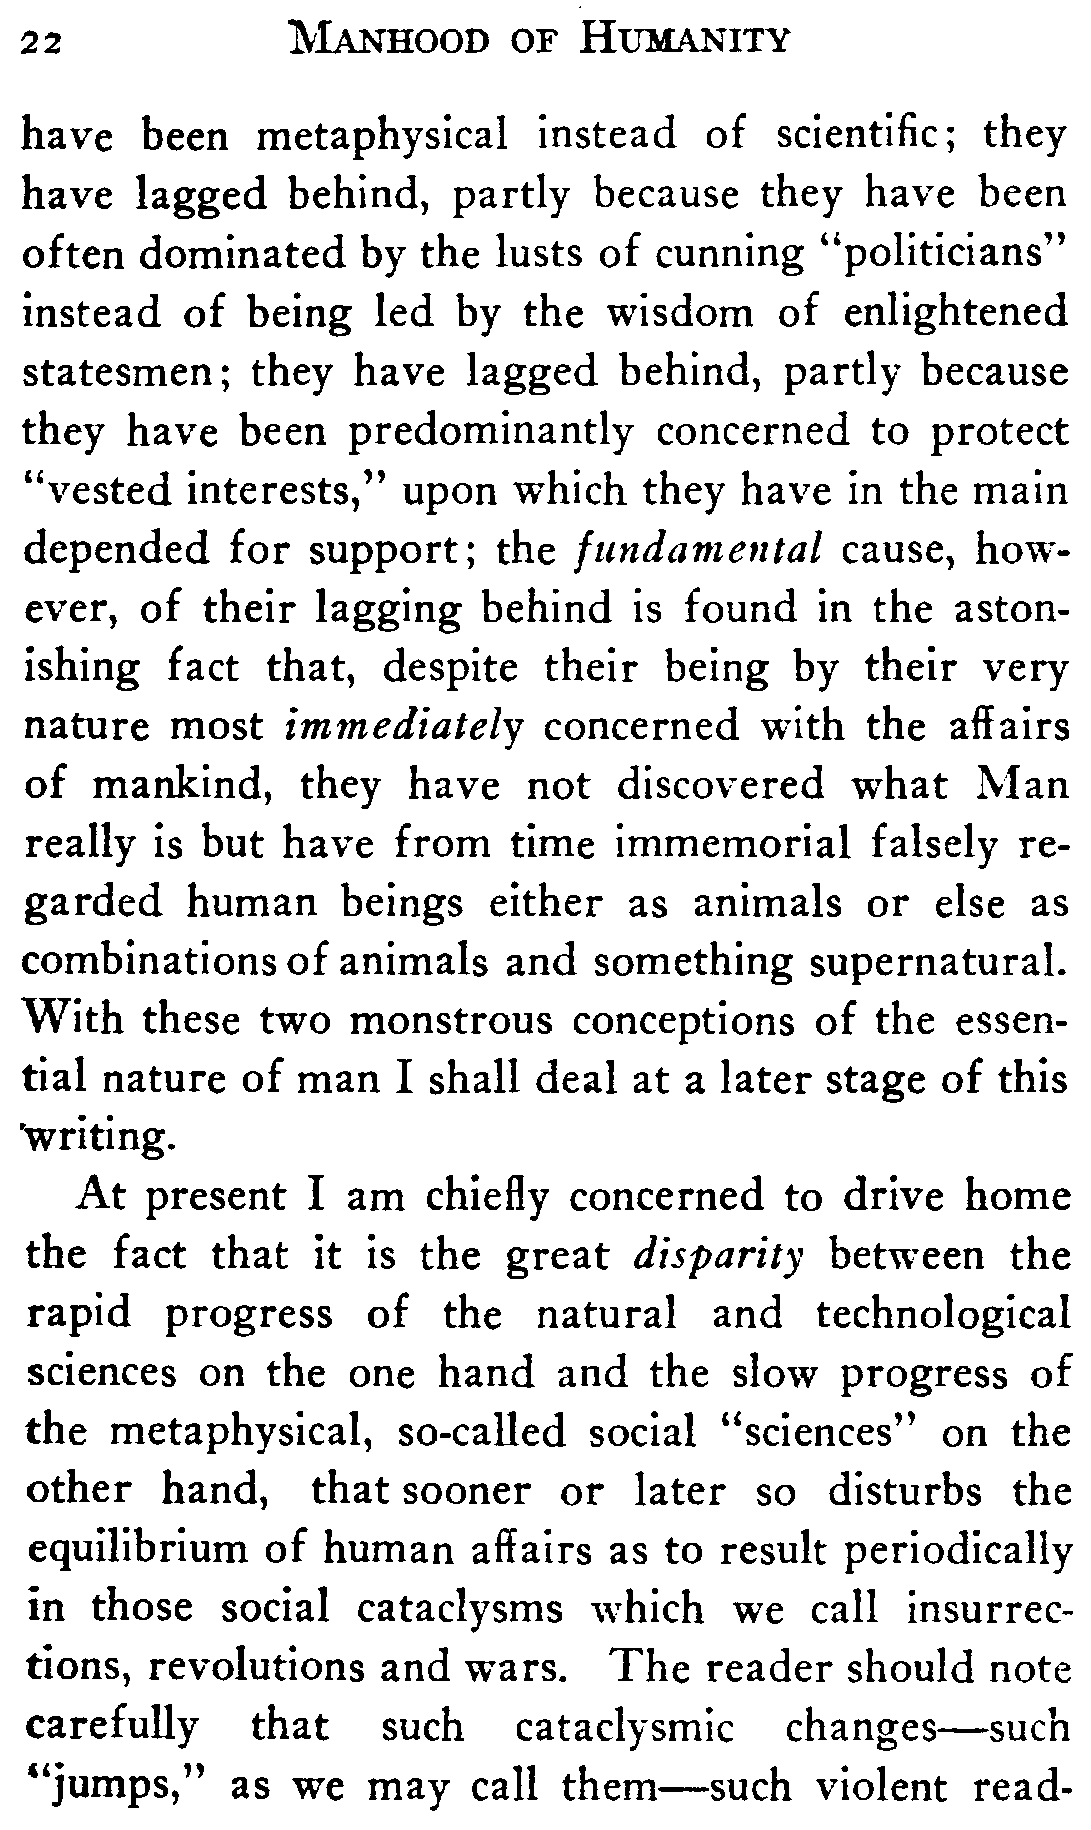 22 MANHOOD OF HUMANITY
have been metaphysical instead of scientific; they
have lagged behind, partly because they have been
often dominated by the lusts of cunning “politicians”
instead of being led by the wisdom of enlightened
statesmen; they have lagged behind, partly because
they have been predominantly concerned to protect
“vested interests,” upon which they have in the main
depended for support; the fundamental cause, how-
ever, of their lagging behind is found in the aston-
ishing fact that, despite their being by their very
nature most immediately concerned with the affairs
of mankind, they have not discovered what Man
really is but have from time immemorial falsely re-
garded human beings either as animals or else as
combinations of animals and something supernatural.
With these two monstrous conceptions of the essen-
tial nature of man I shall deal at a later stage of this
writing.
At present I am chiefly concerned to drive home
the fact that it is the great disparity between the
rapid progress of the natural and technological
sciences on the one hand and the slow progress of
the metaphysical, so-called social “sciences” on the
other hand, that sooner or later so disturbs the
equilibrium of human affairs as to result periodically
in those social cataclysms which we call insurrec-
tions, revolutions and wars. The reader should note
carefully that such cataclysmic changes—such
“jumps,” as we may call them—such violent read-